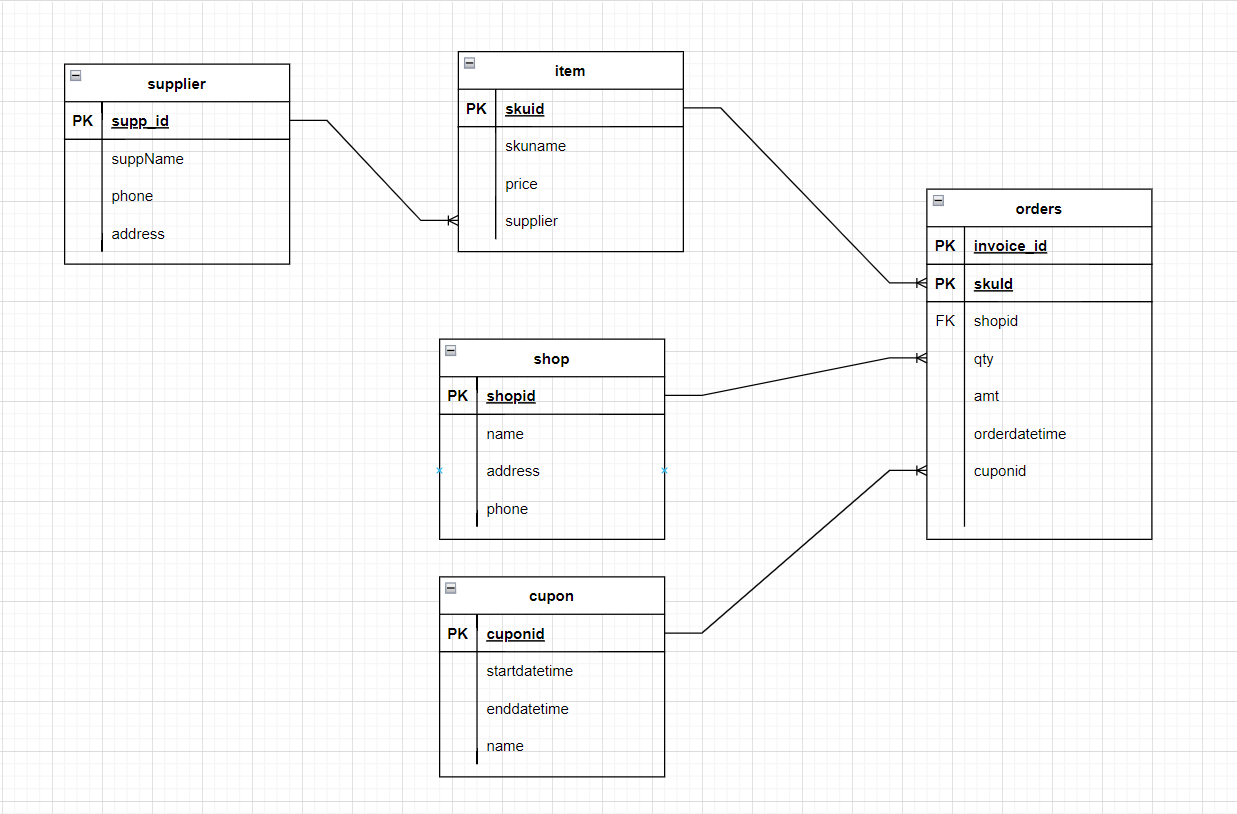 supplier
PK supp_id
suppName
phone
address
item
PK skuid
skuname
price
supplier
orders
PK invoice_id
PK skuId
FK shopid
qty
amt
orderdatetime
cuponid
shop
PK shopid
name
address
phone
cupon
PK cuponid
startdatetime
enddatetime
name